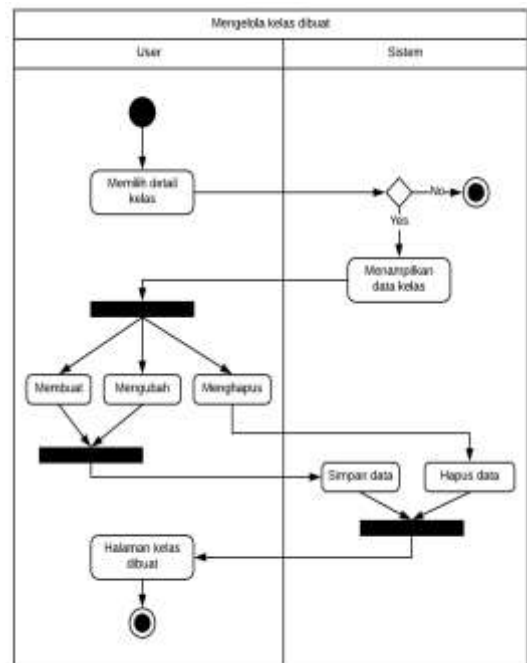 Mengelola kelas dibuat
User
Sistem
Memilih detail
kelas
No
Yes
Menampilkan
data kelas
Membuat
Mengubah
Menghapus
Simpan data
Hapus data
Halaman kelas
dibuat